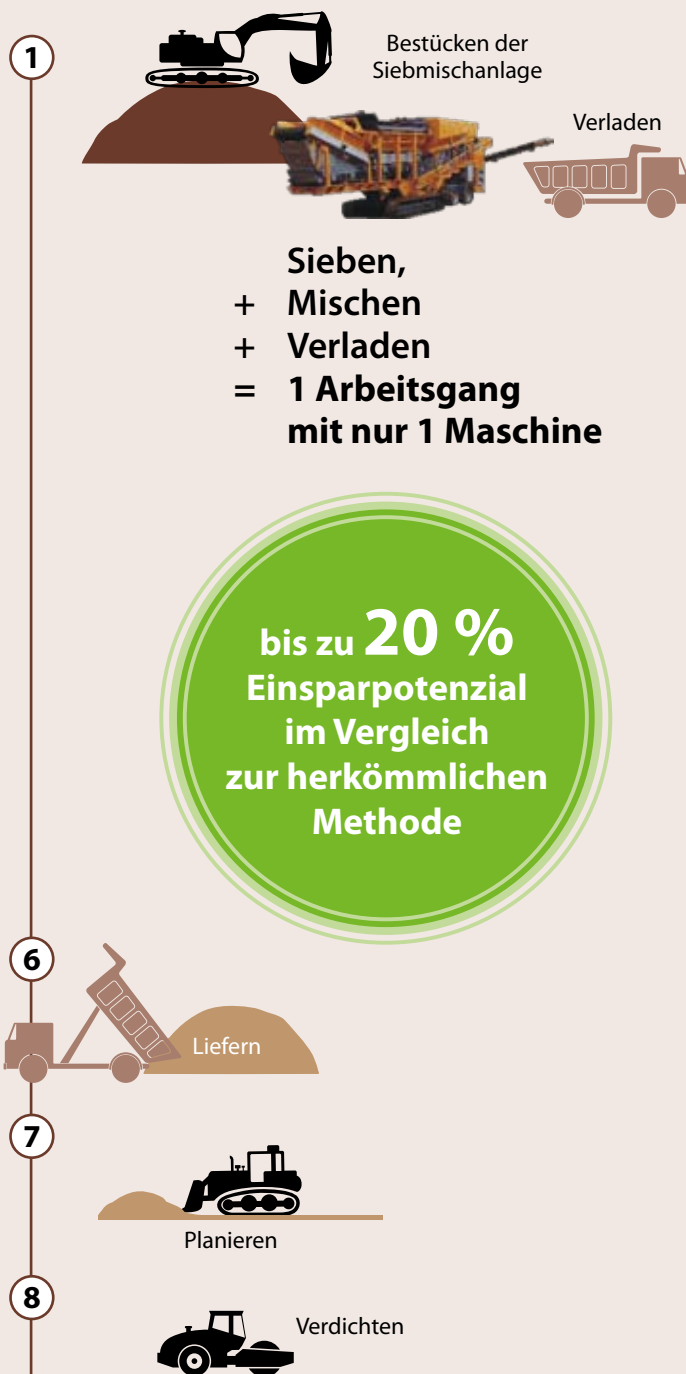 1
Bestücken der
Siebmischanlage
Verladen
Sieben,
+ Mischen
+ Verladen
= 1 Arbeitsgang
mit nur 1 Maschine
bis zu 20 %
Einsparpotenzial
im Vergleich
zur herkömmlichen
Methode
6
Liefern
7
Planieren
8
Verdichten